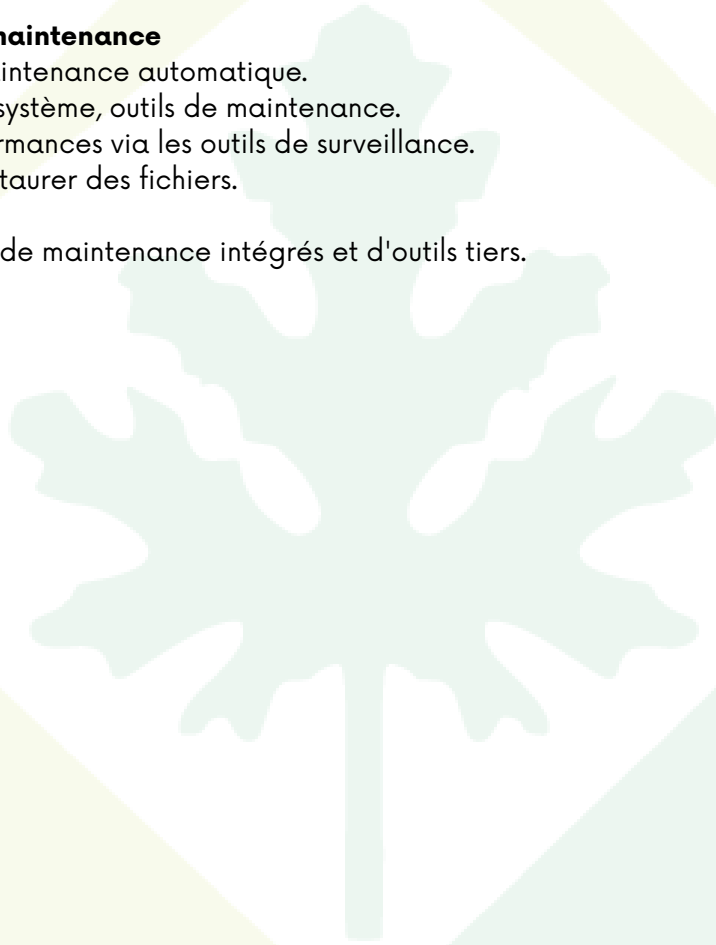 maintenance
intenance automatique.
système, outils de maintenance.
rmances via les outils de surveillance.
taurer des fichiers.
de maintenance intégrés et d'outils tiers.